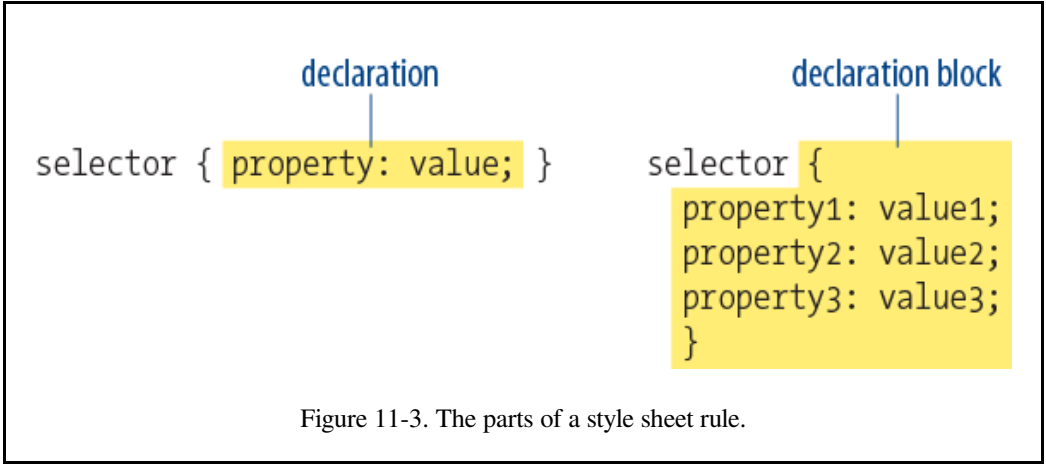 declaration
selector { property: value; }
declaration block
selector {
property1: value1;
property2: value2;
property3: value3;
}
Figure 11-3. The parts of a style sheet rule.